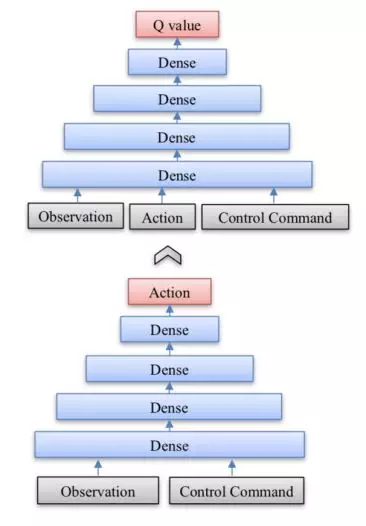 Q value
Dense
Dense
Dense
Dense
Observation Action Control Command
Action
Dense
Dense
Dense
Dense
Observation Control Command